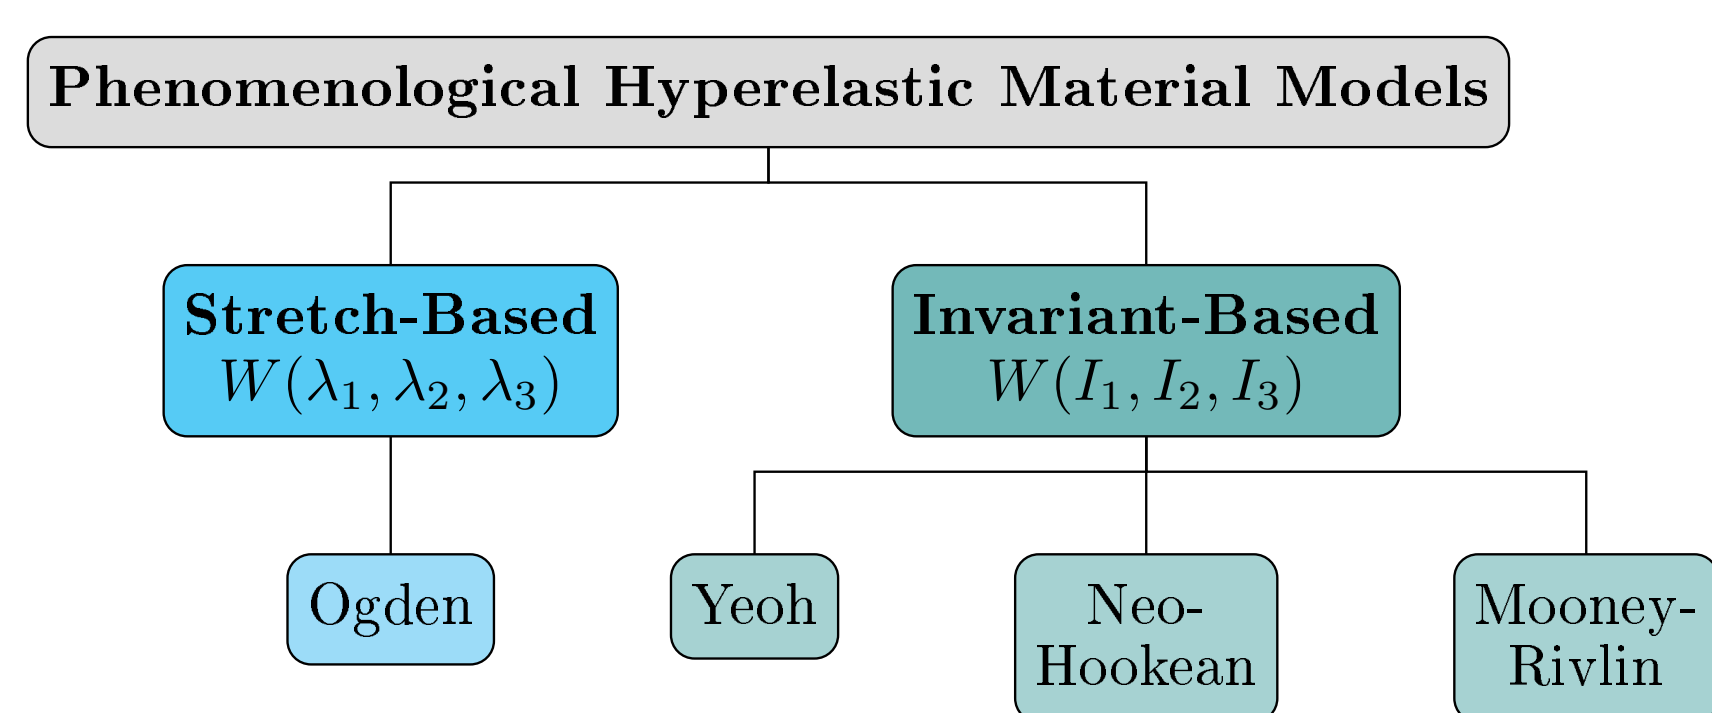 Phenomenological Hyperelastic Material Models
Stretch-Based
W(λ₁, λ₂, λ₃)
Invariant-Based
W(I₁, I₂, I₃)
Ogden
Yeoh
Neo-
Hookean
Mooney-
Rivlin